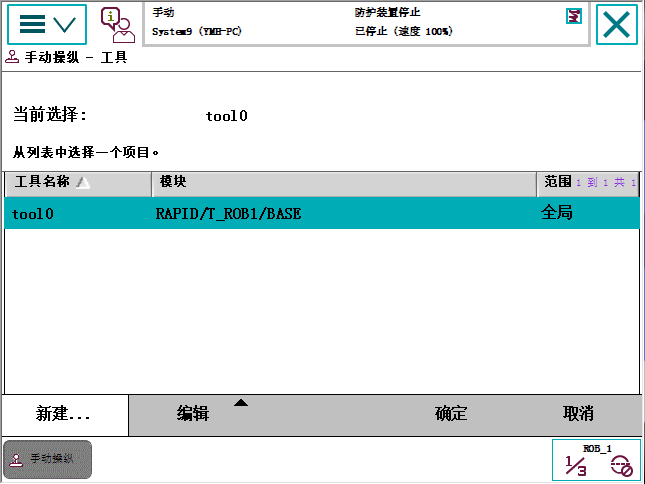 手动 防护装置停止
System9 (YMH-PC) 已停止 (速度 100%)
手动操纵 - 工具
当前选择: tool0
从列表中选择一个项目。
工具名称 模块 范围 1 到 1 共 1
tool0 RAPID/T_ROB1/BASE 全局
新建... 编辑 确定 取消
手动操纵 ROB_1
1/3